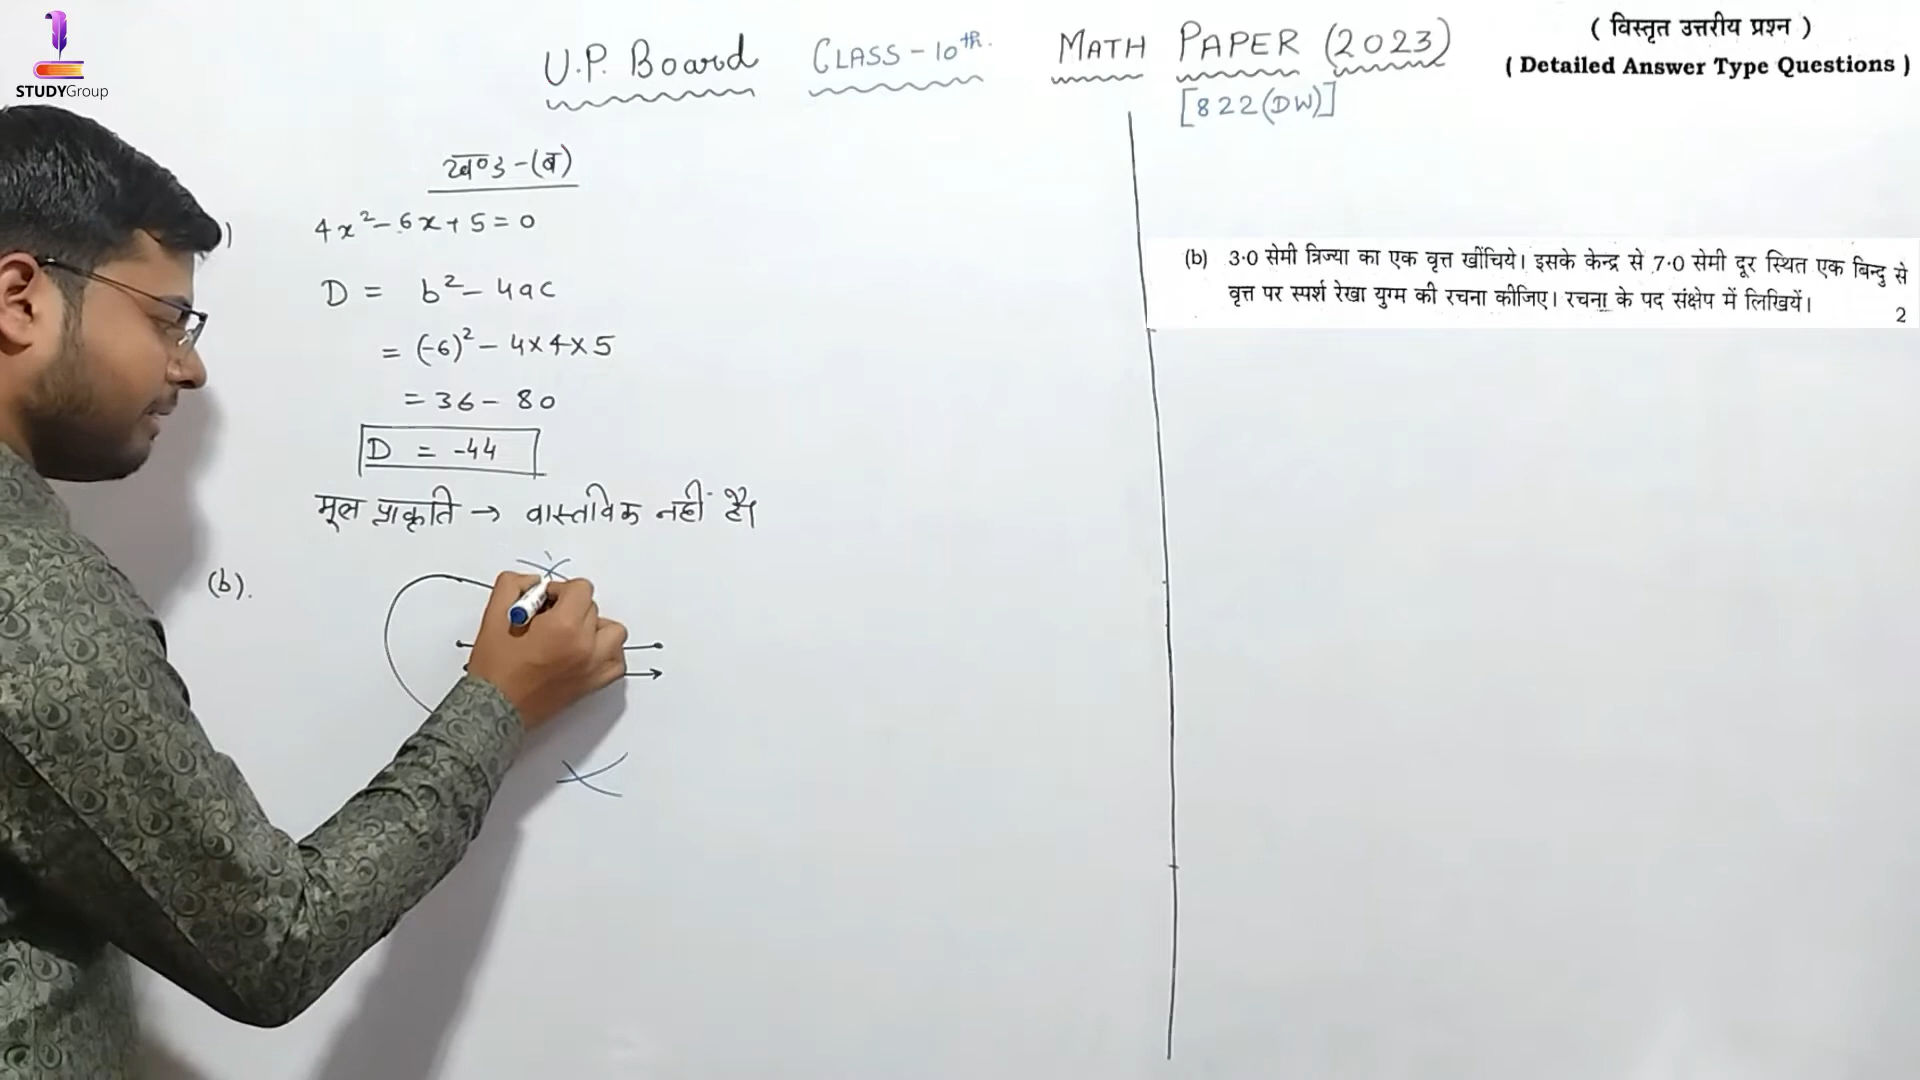 STUDYGroup
U.P. Board CLASS-10th. MATH PAPER (2023)
[822(DW)]
( विस्तृत उत्तरीय प्रश्न )
( Detailed Answer Type Questions )
खण्ड-(ब)
)
4x²-6x+5=0
D = b²-4ac
= (-6)²-4×4×5
= 36-80
D = -44
मूल प्राकृति → वास्तविक नहीं है।
(b).
(b) 3·0 सेमी त्रिज्या का एक वृत्त खींचिये। इसके केन्द्र से 7·0 सेमी दूर स्थित एक बिन्दु से
वृत्त पर स्पर्श रेखा युग्म की रचना कीजिए। रचना के पद संक्षेप में लिखियें।
2